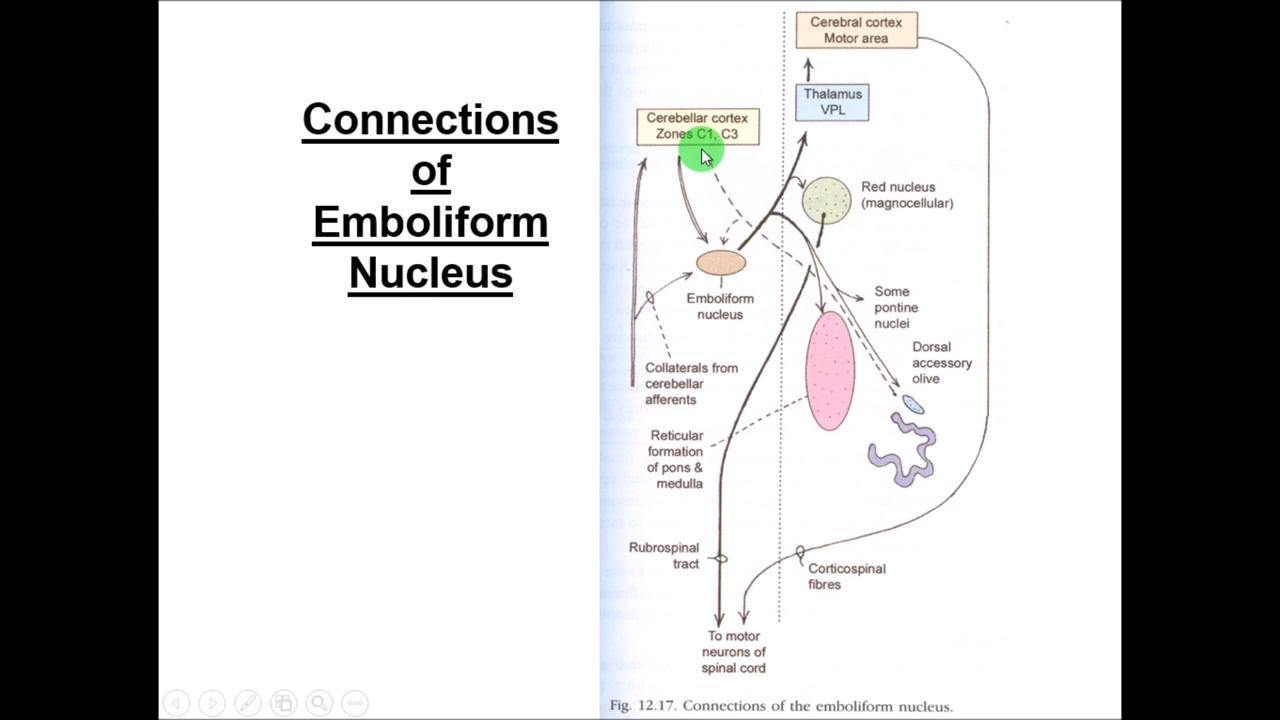 Connections
of
Emboliform
Nucleus
Cerebral cortex
Motor area
Thalamus
VPL
Cerebellar cortex
Zones C1, C3
Red nucleus
(magnocellular)
Emboliform
nucleus
Some
pontine
nuclei
Dorsal
accessory
olive
Collaterals from
cerebellar
afferents
Reticular
formation
of pons &
medulla
Rubrospinal
tract
Corticospinal
fibres
To motor
neurons of
spinal cord
Fig. 12.17. Connections of the emboliform nucleus.